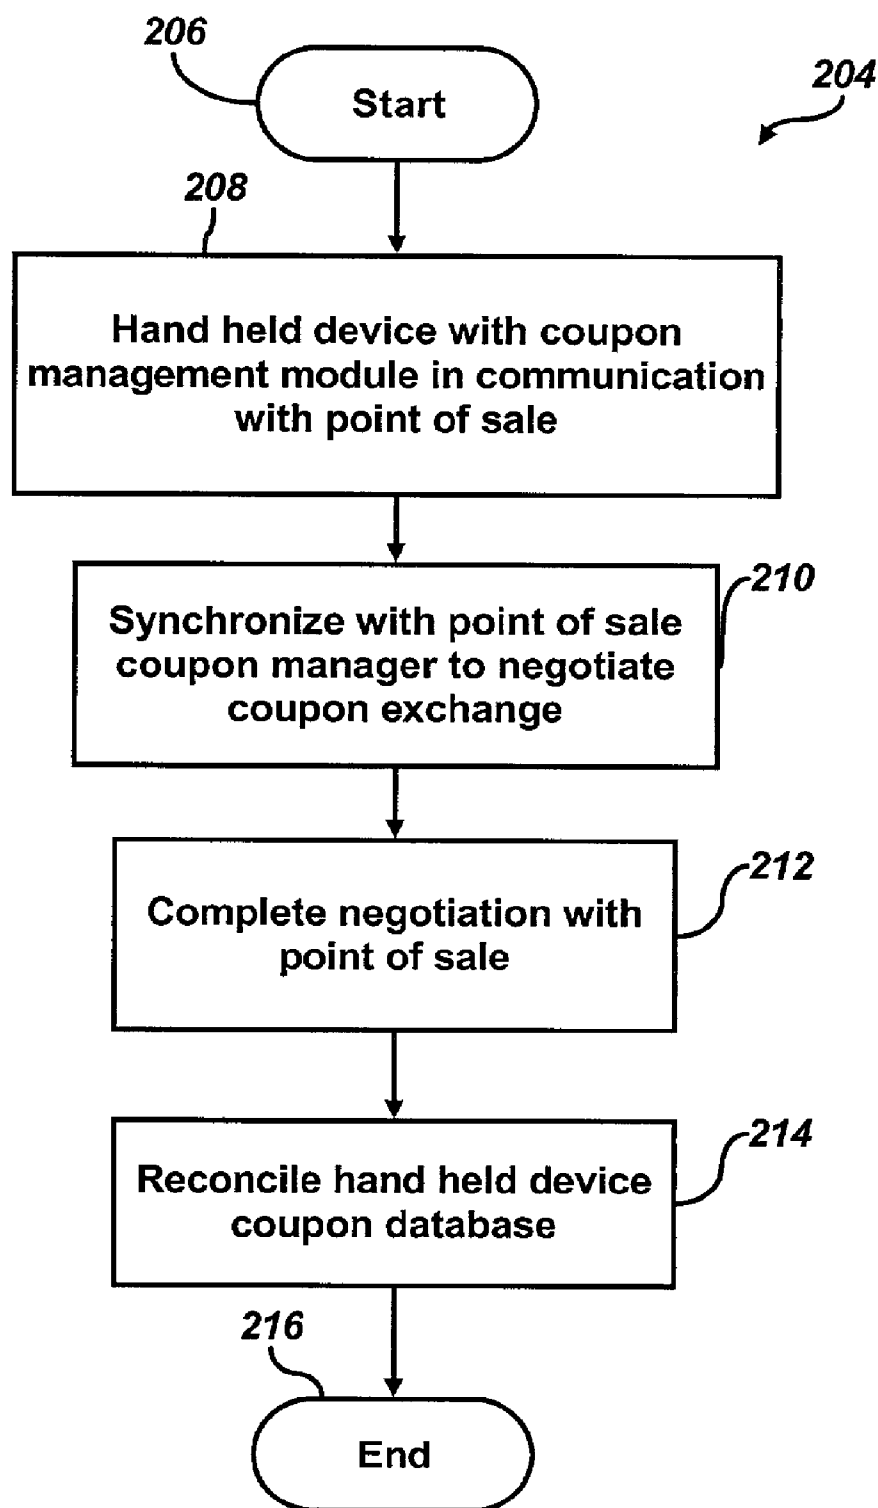 206
Start
204
208
Hand held device with coupon
management module in communication
with point of sale
210
Synchronize with point of sale
coupon manager to negotiate
coupon exchange
212
Complete negotiation with
point of sale
214
Reconcile hand held device
coupon database
216
End